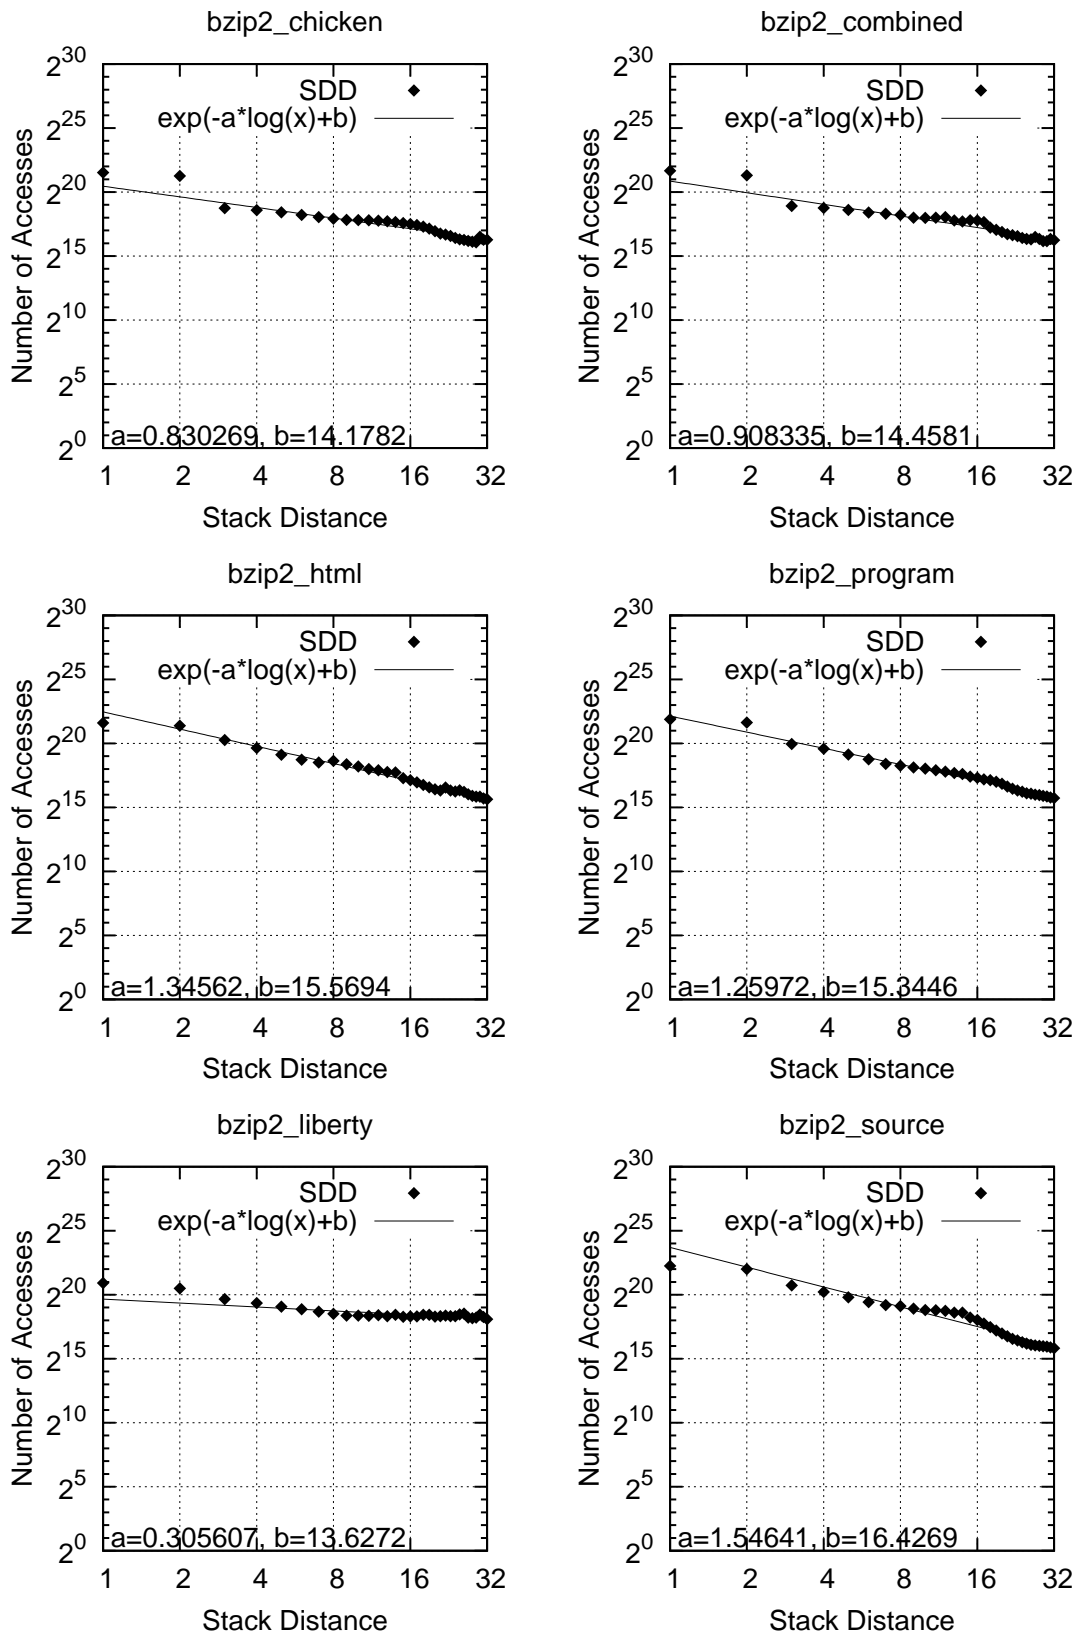 bzip2_chicken
2^30
2^25
2^20
2^15
2^10
2^5
2^0
Number of Accesses
SDD
exp(-a*log(x)+b)
a=0.830269, b=14.1782
1 2 4 8 16 32
Stack Distance
bzip2_combined
2^30
2^25
2^20
2^15
2^10
2^5
2^0
Number of Accesses
SDD
exp(-a*log(x)+b)
a=0.908335, b=14.4581
1 2 4 8 16 32
Stack Distance
bzip2_html
2^30
2^25
2^20
2^15
2^10
2^5
2^0
Number of Accesses
SDD
exp(-a*log(x)+b)
a=1.34562, b=15.5694
1 2 4 8 16 32
Stack Distance
bzip2_program
2^30
2^25
2^20
2^15
2^10
2^5
2^0
Number of Accesses
SDD
exp(-a*log(x)+b)
a=1.25972, b=15.3446
1 2 4 8 16 32
Stack Distance
bzip2_liberty
2^30
2^25
2^20
2^15
2^10
2^5
2^0
Number of Accesses
SDD
exp(-a*log(x)+b)
a=0.305607, b=13.6272
1 2 4 8 16 32
Stack Distance
bzip2_source
2^30
2^25
2^20
2^15
2^10
2^5
2^0
Number of Accesses
SDD
exp(-a*log(x)+b)
a=1.54641, b=16.4269
1 2 4 8 16 32
Stack Distance